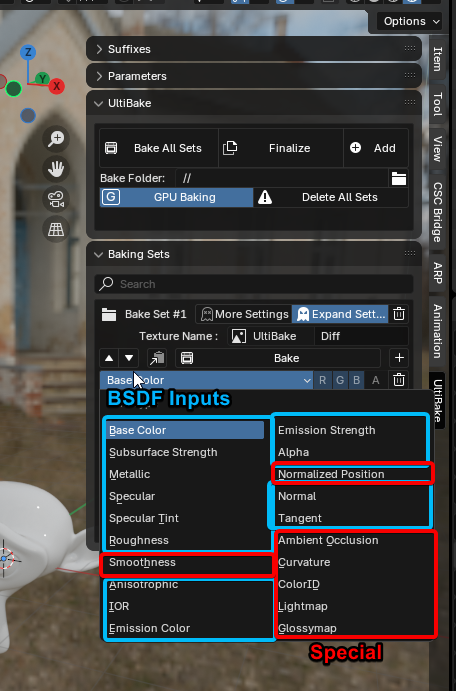 Options
Z
Y
X
Suffixes
Parameters
UltiBake
Bake All Sets
Finalize
Add
Bake Folder:
//
G
GPU Baking
Delete All Sets
Baking Sets
Search
Bake Set #1
More Settings
Expand Sett...
Texture Name :
UltiBake
Diff
Bake
Base Color
R
G
B
A
BSDF Inputs
Base Color
Subsurface Strength
Metallic
Specular
Specular Tint
Roughness
Smoothness
Anisotrophic
IOR
Emission Color
Emission Strength
Alpha
Normalized Position
Normal
Tangent
Ambient Occlusion
Curvature
ColorID
Lightmap
Glossymap
Special
Item
Tool
View
CSC Bridge
ARP
Animation
UltiBake